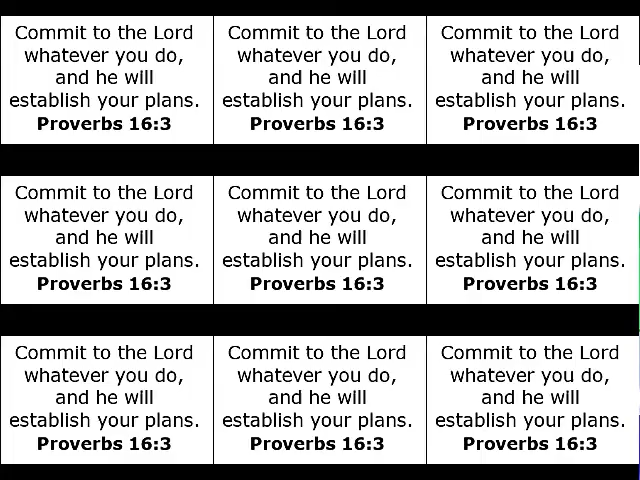 Commit to the Lord
whatever you do,
and he will
establish your plans.
Proverbs 16:3
Commit to the Lord
whatever you do,
and he will
establish your plans.
Proverbs 16:3
Commit to the Lord
whatever you do,
and he will
establish your plans.
Proverbs 16:3
Commit to the Lord
whatever you do,
and he will
establish your plans.
Proverbs 16:3
Commit to the Lord
whatever you do,
and he will
establish your plans.
Proverbs 16:3
Commit to the Lord
whatever you do,
and he will
establish your plans.
Proverbs 16:3
Commit to the Lord
whatever you do,
and he will
establish your plans.
Proverbs 16:3
Commit to the Lord
whatever you do,
and he will
establish your plans.
Proverbs 16:3
Commit to the Lord
whatever you do,
and he will
establish your plans.
Proverbs 16:3